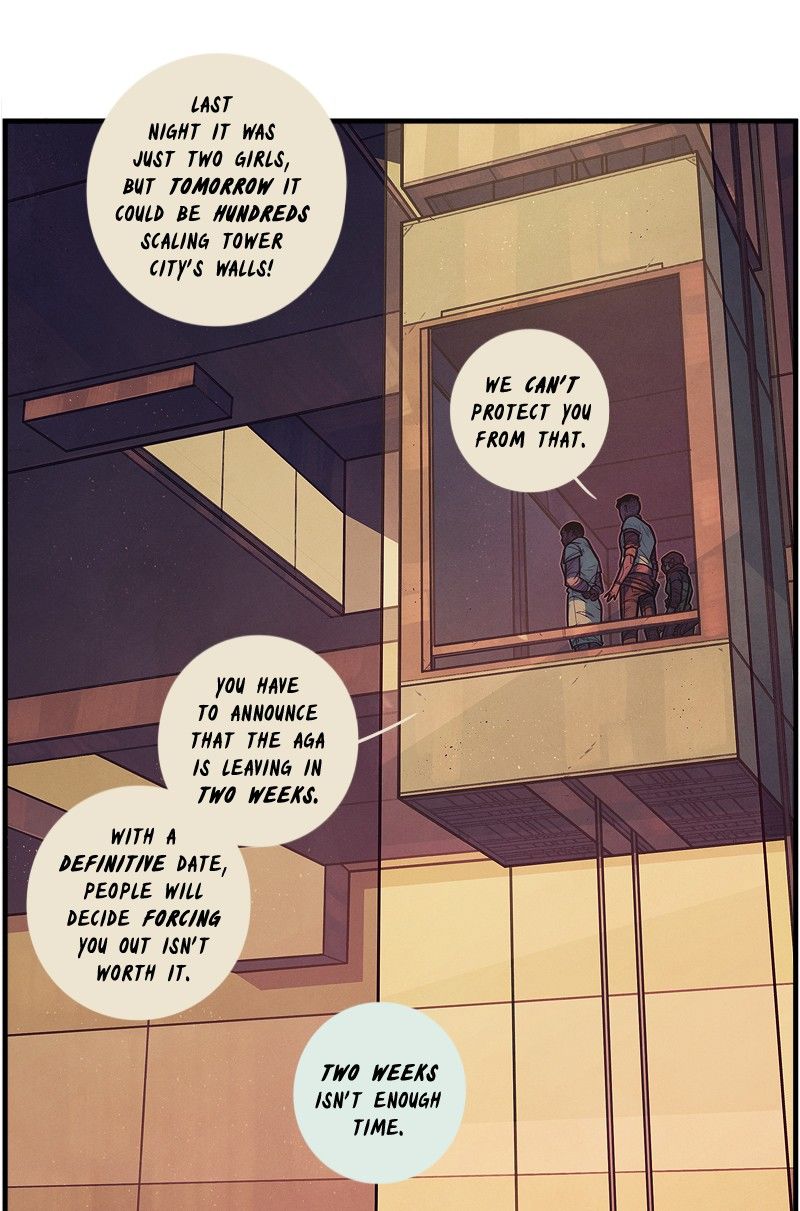 LAST
NIGHT IT WAS
JUST TWO GIRLS,
BUT TOMORROW IT
COULD BE HUNDREDS
SCALING TOWER
CITY'S WALLS!
WE CAN'T
PROTECT YOU
FROM THAT.
YOU HAVE
TO ANNOUNCE
THAT THE AGA
IS LEAVING IN
TWO WEEKS.
WITH A
DEFINITIVE DATE,
PEOPLE WILL
DECIDE FORCING
YOU OUT ISN'T
WORTH IT.
TWO WEEKS
ISN'T ENOUGH
TIME.